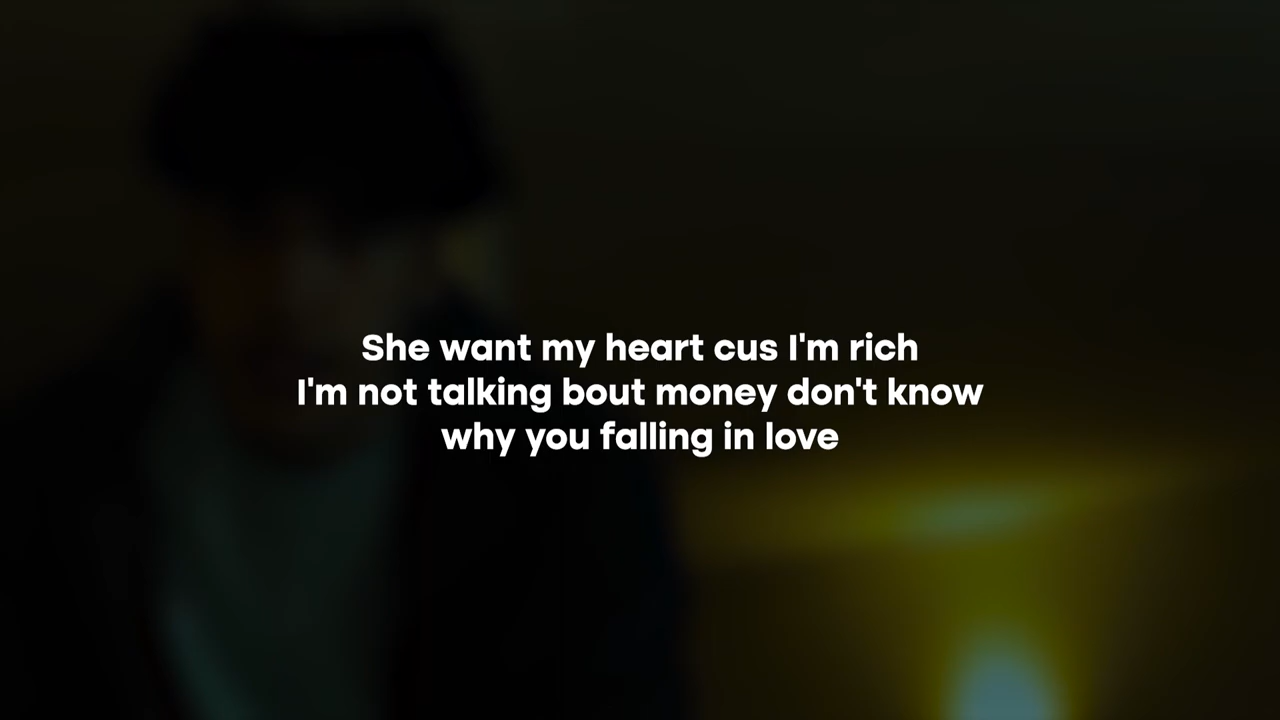 She want my heart cus I'm rich
I'm not talking bout money don't know
why you falling in love